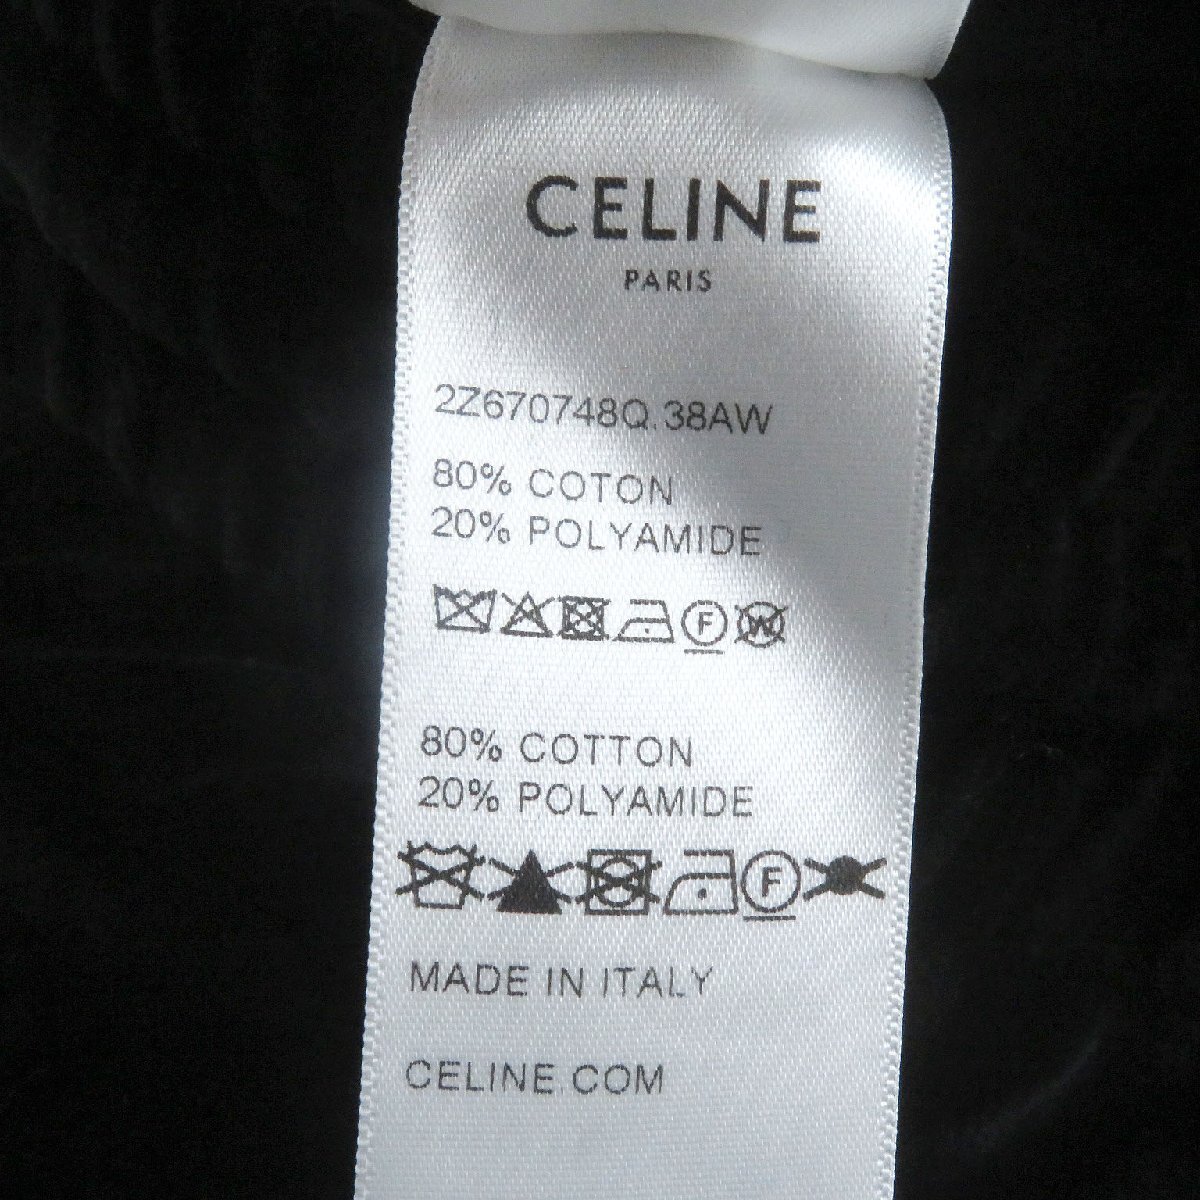 CELINE
PARIS
2Z670748Q.38AW
80% COTON
20% POLYAMIDE
F W
80% COTTON
20% POLYAMIDE
F
MADE IN ITALY
CELINE.COM